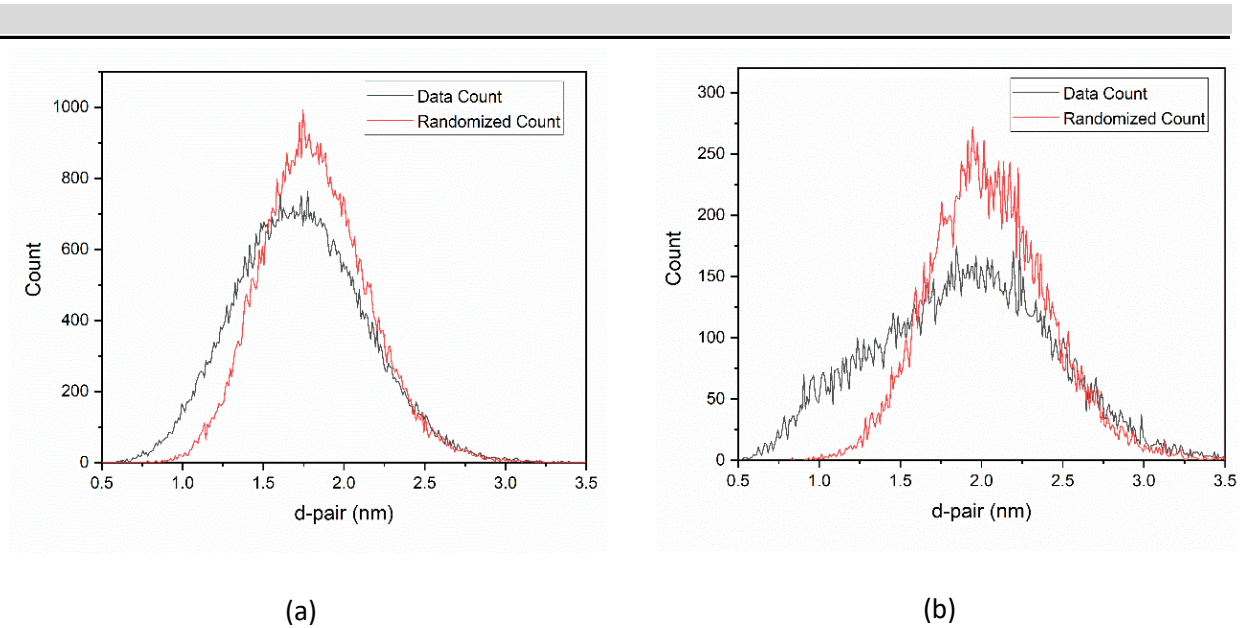 Data Count
Randomized Count
1000
800
600
400
200
0
Count
0.5 1.0 1.5 2.0 2.5 3.0 3.5
d-pair (nm)
(a)
Data Count
Randomized Count
300
250
200
150
100
50
0
Count
0.5 1.0 1.5 2.0 2.5 3.0 3.5
d-pair (nm)
(b)